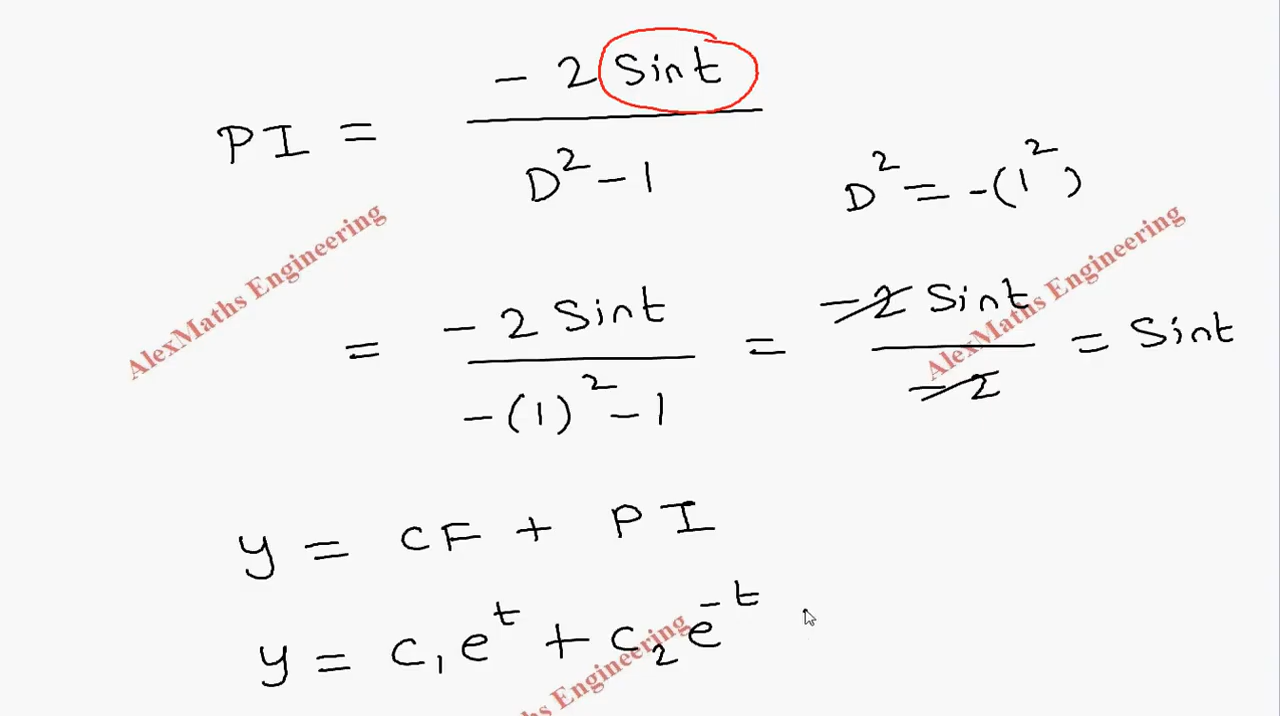 PI = - 2 Sint / D² - 1
D² = -(1²)
= - 2 Sint / -(1)² - 1 = -2 Sint / -2 = Sint
y = CF + PI
y = c₁eᵗ + c₂e⁻ᵗ
AlexMaths Engineering
AlexMaths Engineering
Engineering